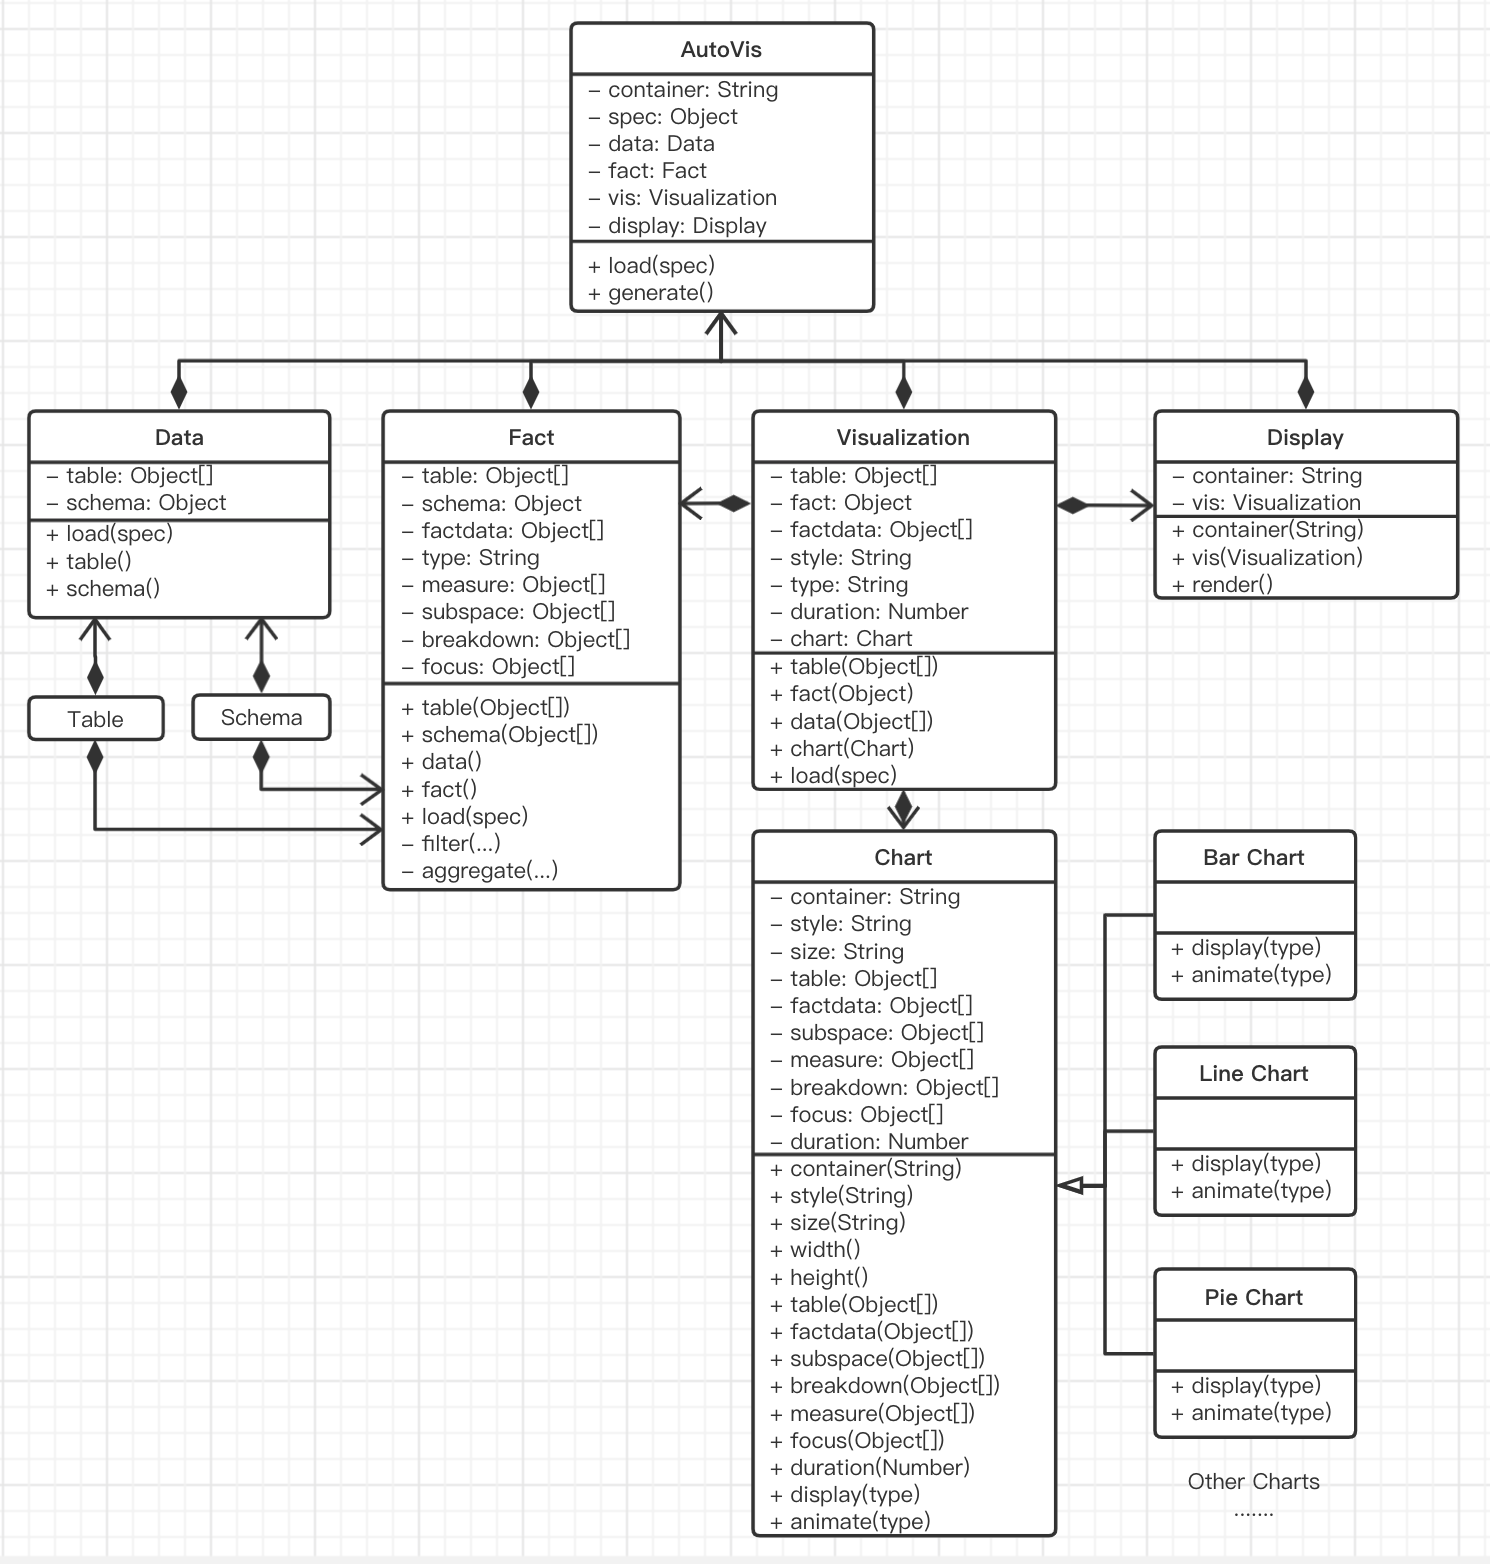 AutoVis
– container: String
– spec: Object
– data: Data
– fact: Fact
– vis: Visualization
– display: Display
+ load(spec)
+ generate()
Data
– table: Object[]
– schema: Object
+ load(spec)
+ table()
+ schema()
Table
Schema
Fact
– table: Object[]
– schema: Object
– factdata: Object[]
– type: String
– measure: Object[]
– subspace: Object[]
– breakdown: Object[]
– focus: Object[]
+ table(Object[])
+ schema(Object[])
+ data()
+ fact()
+ load(spec)
– filter(...)
– aggregate(...)
Visualization
– table: Object[]
– fact: Object
– factdata: Object[]
– style: String
– type: String
– duration: Number
– chart: Chart
+ table(Object[])
+ fact(Object)
+ data(Object[])
+ chart(Chart)
+ load(spec)
Display
– container: String
– vis: Visualization
+ container(String)
+ vis(Visualization)
+ render()
Chart
– container: String
– style: String
– size: String
– table: Object[]
– factdata: Object[]
– subspace: Object[]
– measure: Object[]
– breakdown: Object[]
– focus: Object[]
– duration: Number
+ container(String)
+ style(String)
+ size(String)
+ width()
+ height()
+ table(Object[])
+ factdata(Object[])
+ subspace(Object[])
+ breakdown(Object[])
+ measure(Object[])
+ focus(Object[])
+ duration(Number)
+ display(type)
+ animate(type)
Bar Chart
+ display(type)
+ animate(type)
Line Chart
+ display(type)
+ animate(type)
Pie Chart
+ display(type)
+ animate(type)
Other Charts
.......